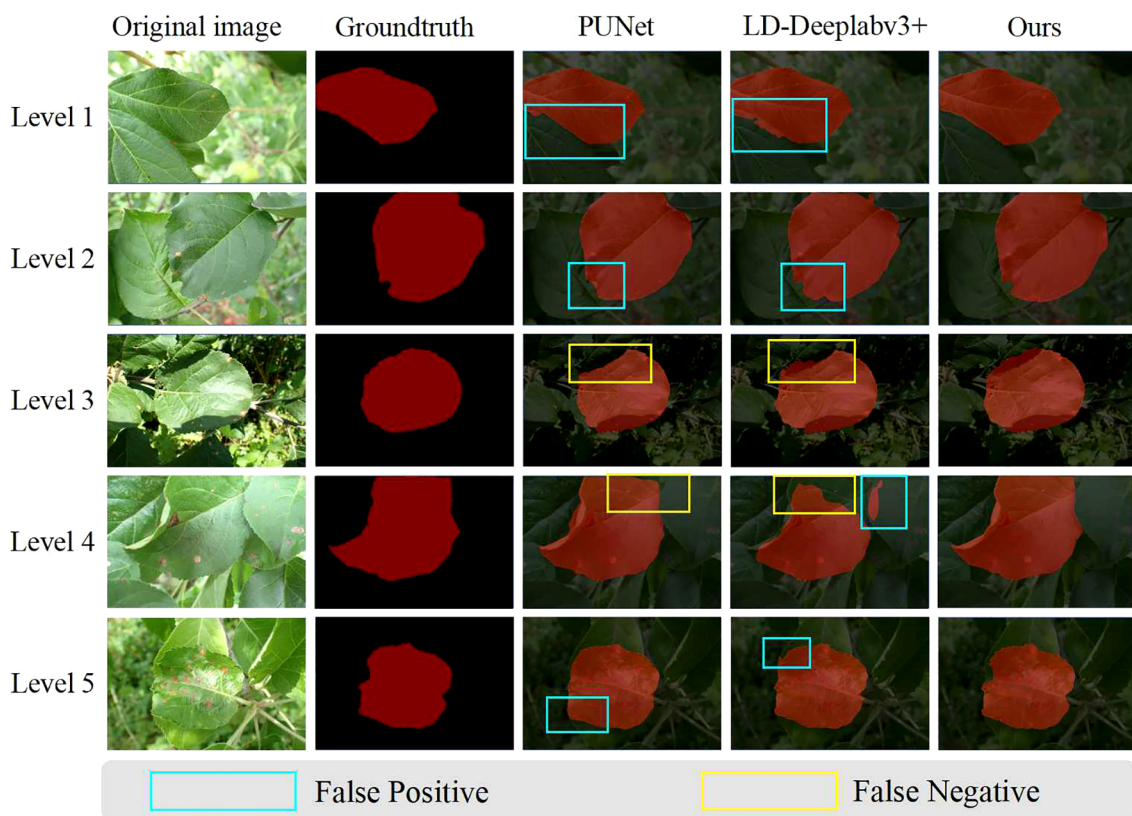 Original image Groundtruth PUNet LD-Deeplabv3+ Ours
Level 1
Level 2
Level 3
Level 4
Level 5
False Positive False Negative